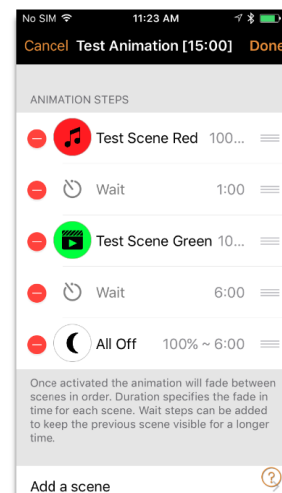 No SIM 11:23 AM
Cancel Test Animation [15:00] Done
ANIMATION STEPS
Test Scene Red 100...
Wait 1:00
Test Scene Green 10...
Wait 6:00
All Off 100% ~ 6:00
Once activated the animation will fade between
scenes in order. Duration specifies the fade in
time for each scene. Wait steps can be added
to keep the previous scene visible for a longer
time.
Add a scene ?